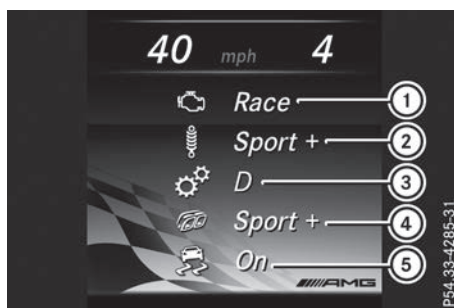 40 mph 4
Race 1
Sport + 2
D 3
Sport + 4
On 5
AMG
P54.33-4285-31